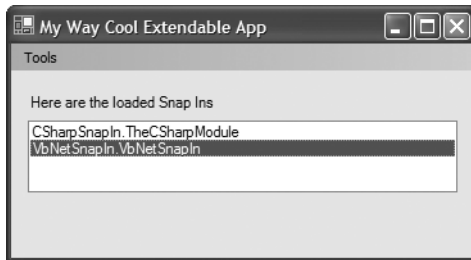 My Way Cool Extendable App
Tools
Here are the loaded Snap Ins
CSharpSnapIn.TheCSharpModule
VbNetSnapIn.VbNetSnapIn